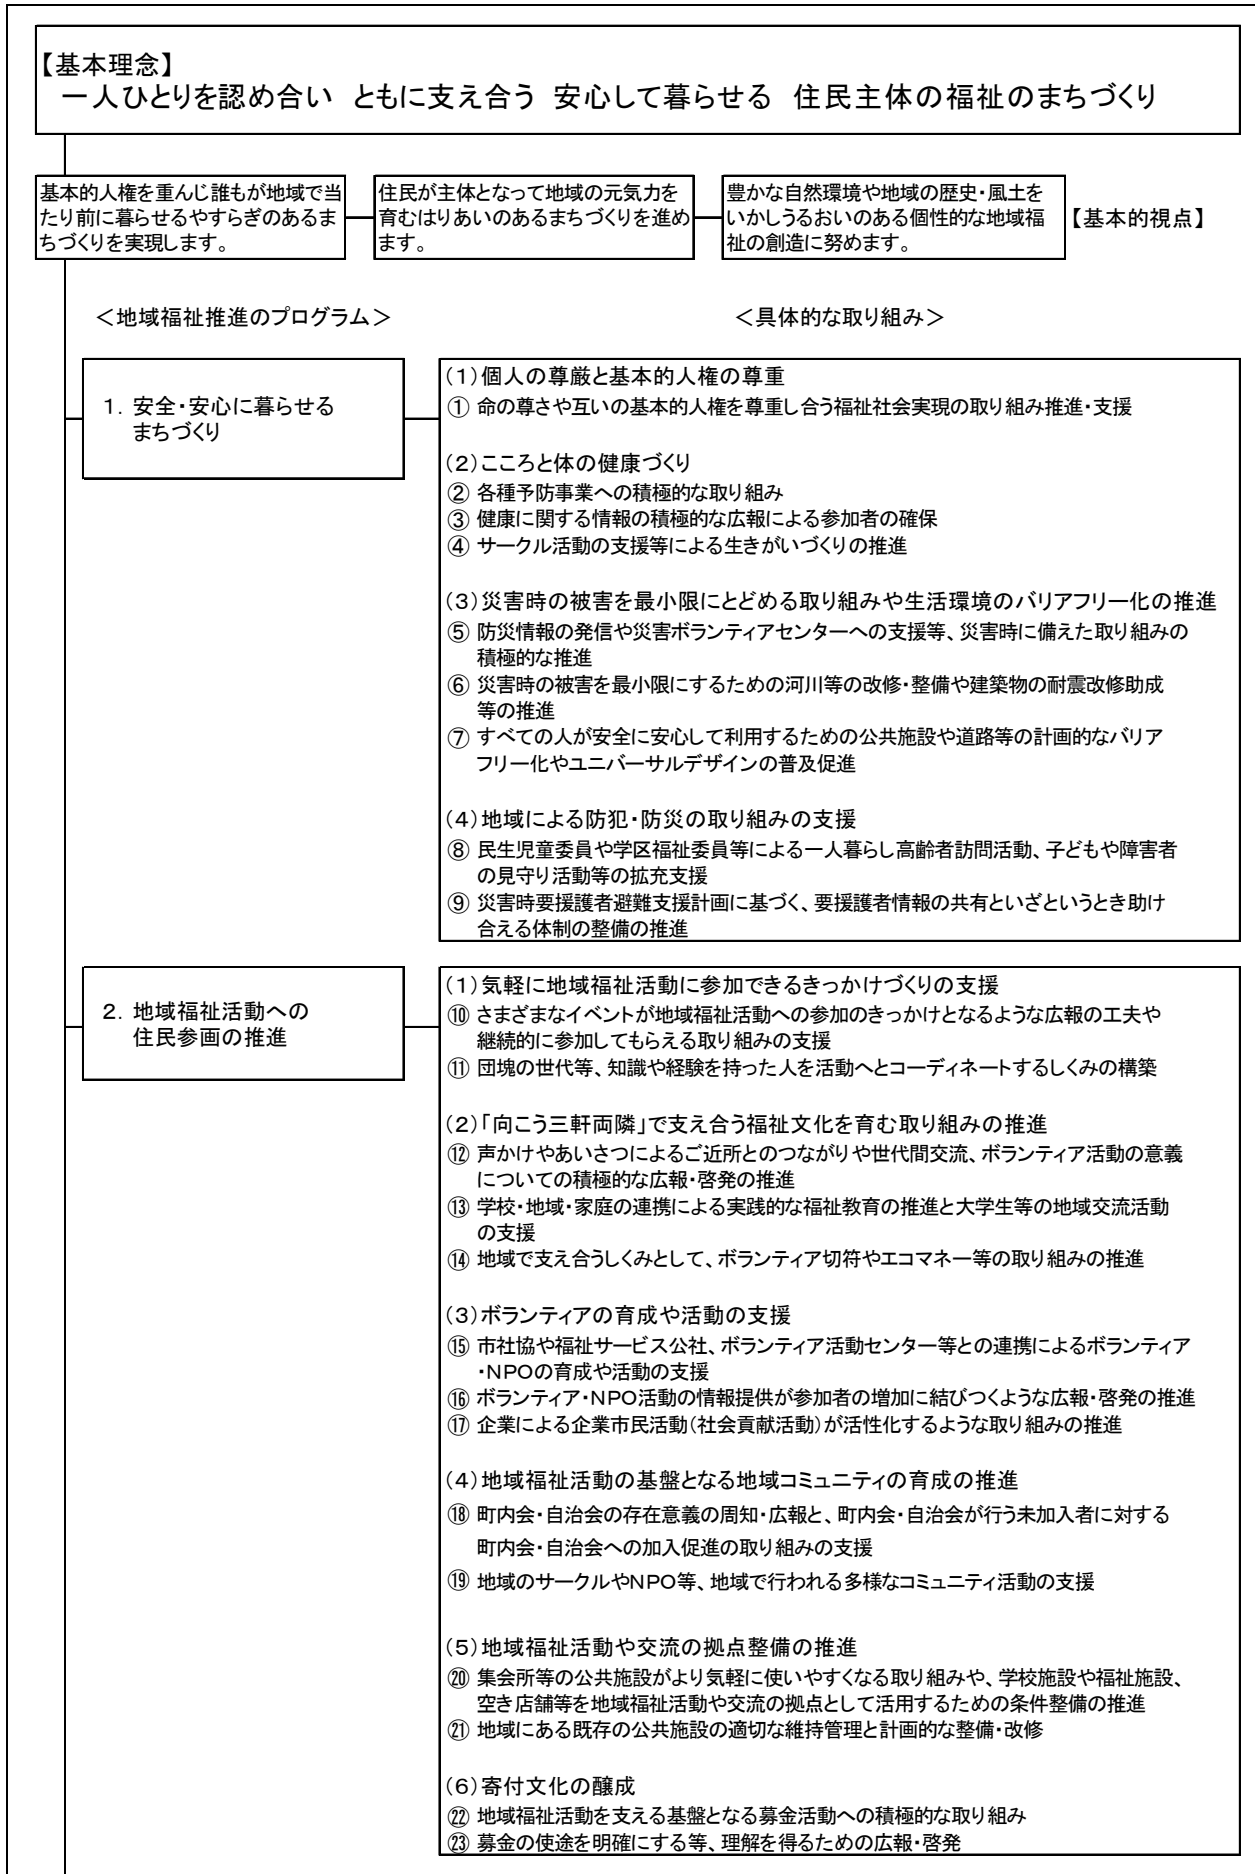 【基本理念】
一人ひとりを認め合い ともに支え合う 安心して暮らせる 住民主体の福祉のまちづくり
基本的人権を重んじ誰もが地域で当
たり前に暮らせるやすらぎのあるま
ちづくりを実現します。
住民が主体となって地域の元気力を
育むはりあいのあるまちづくりを進め
ます。
豊かな自然環境や地域の歴史・風土を
いかしうるおいのある個性的な地域福
祉の創造に努めます。
【基本的視点】
＜地域福祉推進のプログラム＞
＜具体的な取り組み＞
１．安全・安心に暮らせる
まちづくり
（１）個人の尊厳と基本的人権の尊重
① 命の尊さや互いの基本的人権を尊重し合う福祉社会実現の取り組み推進・支援
（２）こころと体の健康づくり
② 各種予防事業への積極的な取り組み
③ 健康に関する情報の積極的な広報による参加者の確保
④ サークル活動の支援等による生きがいづくりの推進
（３）災害時の被害を最小限にとどめる取り組みや生活環境のバリアフリー化の推進
⑤ 防災情報の発信や災害ボランティアセンターへの支援等、災害時に備えた取り組みの
積極的な推進
⑥ 災害時の被害を最小限にするための河川等の改修・整備や建築物の耐震改修助成
等の推進
⑦ すべての人が安全に安心して利用するための公共施設や道路等の計画的なバリア
フリー化やユニバーサルデザインの普及促進
（４）地域による防犯・防災の取り組みの支援
⑧ 民生児童委員や学区福祉委員等による一人暮らし高齢者訪問活動、子どもや障害者
の見守り活動等の拡充支援
⑨ 災害時要援護者避難支援計画に基づく、要援護者情報の共有といざというとき助け
合える体制の整備の推進
２．地域福祉活動への
住民参画の推進
（１）気軽に地域福祉活動に参加できるきっかけづくりの支援
⑩ さまざまなイベントが地域福祉活動への参加のきっかけとなるような広報の工夫や
継続的に参加してもらえる取り組みの支援
⑪ 団塊の世代等、知識や経験を持った人を活動へとコーディネートするしくみの構築
（２）「向こう三軒両隣」で支え合う福祉文化を育む取り組みの推進
⑫ 声かけやあいさつによるご近所とのつながりや世代間交流、ボランティア活動の意義
についての積極的な広報・啓発の推進
⑬ 学校・地域・家庭の連携による実践的な福祉教育の推進と大学生等の地域交流活動
の支援
⑭ 地域で支え合うしくみとして、ボランティア切符やエコマネー等の取り組みの推進
（３）ボランティアの育成や活動の支援
⑮ 市社協や福祉サービス公社、ボランティア活動センター等との連携によるボランティア
・NPOの育成や活動の支援
⑯ ボランティア・NPO活動の情報提供が参加者の増加に結びつくような広報・啓発の推進
⑰ 企業による企業市民活動（社会貢献活動）が活性化するような取り組みの推進
（４）地域福祉活動の基盤となる地域コミュニティの育成の推進
⑱ 町内会・自治会の存在意義の周知・広報と、町内会・自治会が行う未加入者に対する
町内会・自治会への加入促進の取り組みの支援
⑲ 地域のサークルやNPO等、地域で行われる多様なコミュニティ活動の支援
（５）地域福祉活動や交流の拠点整備の推進
⑳ 集会所等の公共施設がより気軽に使いやすくなる取り組みや、学校施設や福祉施設、
空き店舗等を地域福祉活動や交流の拠点として活用するための条件整備の推進
㉑ 地域にある既存の公共施設の適切な維持管理と計画的な整備・改修
（６）寄付文化の醸成
㉒ 地域福祉活動を支える基盤となる募金活動への積極的な取り組み
㉓ 募金の使途を明確にする等、理解を得るための広報・啓発